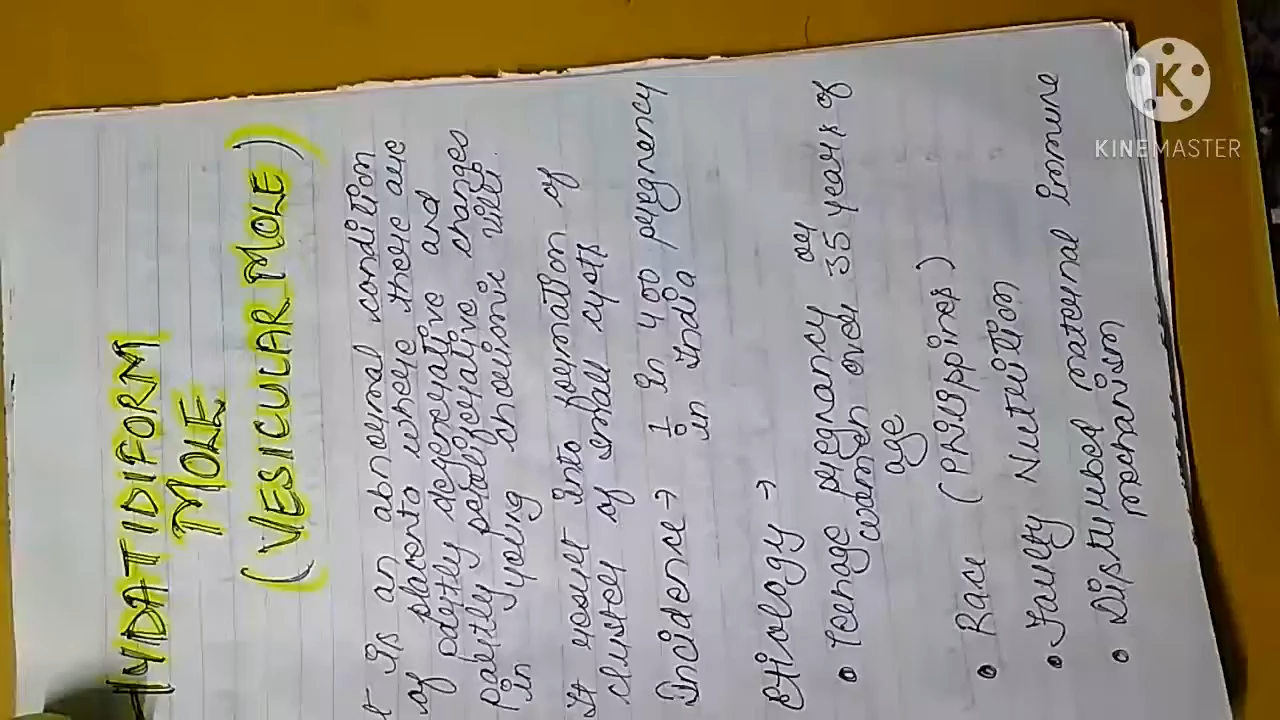 HYDATIDIFORM
MOLE
(VESICULAR MOLE)
It is an abnormal condition
of placenta where there are
partly degenerative and
partly proliferative changes
in young chorionic villi.
It result into formation of
cluster of small cysts
Incidence → 1 in 400 pregnency
in India
Etiology →
• Teenage pregnancy or
women over 35 years of
age
• Race (Philippines)
• Faulty Nutrition
• Disturbed maternal immune
mechanism
KINEMASTER